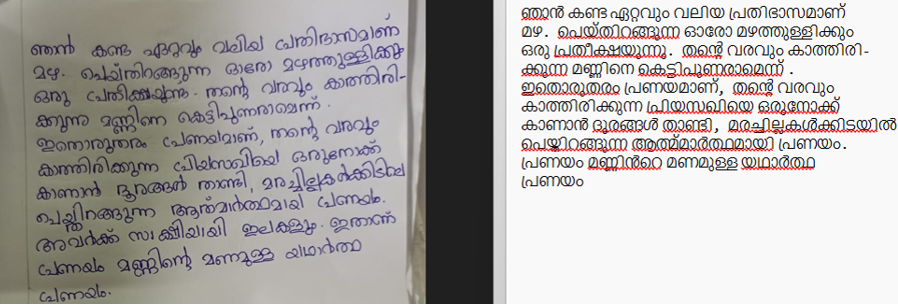 ഞാൻ കണ്ട ഏറ്റവും വലിയ പ്രതിഭാസമാണ്
മഴ. പെയ്തിറങ്ങുന്ന ഓരോ മഴത്തുള്ളിക്കും
ഒരു പ്രതീക്ഷയുന്നു. തന്റെ വരവും കാത്തിരി-
ക്കുന്ന മണ്ണിനെ കെട്ടിപുണരാമെന്ന്.
ഇതൊരുതരം പ്രണയമാണ്, തന്റെ വരവും
കാത്തിരിക്കുന്ന പ്രിയസഖിയെ ഒരുനോക്ക്
കാണാൻ ദൂരങ്ങൾ താണ്ടി, മരച്ചില്ലകൾക്കിടയിലൂ
പെയ്തിറങ്ങുന്ന ആത്മാർത്ഥമായി പ്രണയം.
അവർക്ക് സാക്ഷിയായി ഇലകളും. ഇതാണ്
പ്രണയം മണ്ണിന്റെ മണമുള്ള യഥാർത്ഥ
പ്രണയം.
ഞാൻ കണ്ട ഏറ്റവും വലിയ പ്രതിഭാസമാണ്
മഴ. പെയ്തിറങ്ങുന്ന ഓരോ മഴത്തുള്ളിക്കും
ഒരു പ്രതീക്ഷയുന്നു. തന്റെ വരവും കാത്തിരി-
ക്കുന്ന മണ്ണിനെ കെട്ടിപുണരാമെന്ന് .
ഇതൊരുതരം പ്രണയമാണ്, തന്റെ വരവും
കാത്തിരിക്കുന്ന പ്രിയസഖിയെ ഒരുനോക്ക്
കാണാൻ ദൂരങ്ങൾ താണ്ടി, മരച്ചില്ലകൾക്കിടയിൽ
പെയ്തിറങ്ങുന്ന ആത്മ്മാർത്ഥമായി പ്രണയം.
പ്രണയം മണ്ണിൻറെ മണമുള്ള യഥാർത്ഥ
പ്രണയം